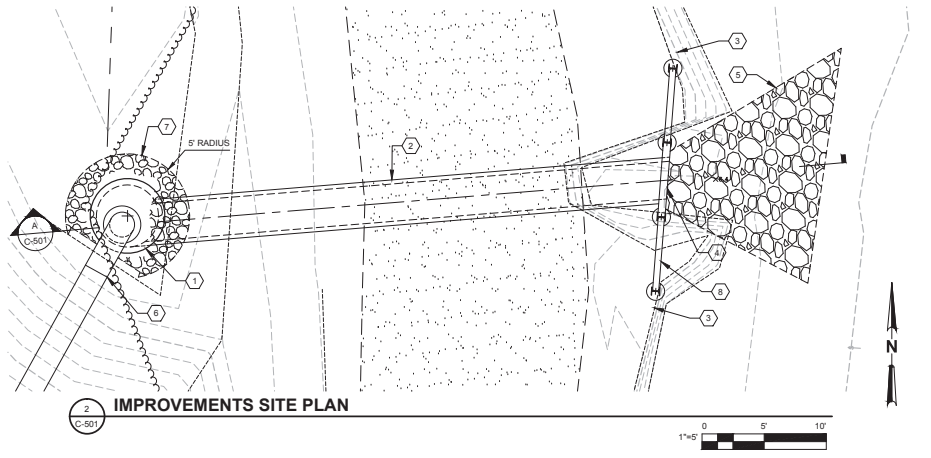 3
5
7
5' RADIUS
2
A
C-501
1
4
6
8
3
N
2
C-501
IMPROVEMENTS SITE PLAN
1"=5'
0 5' 10'